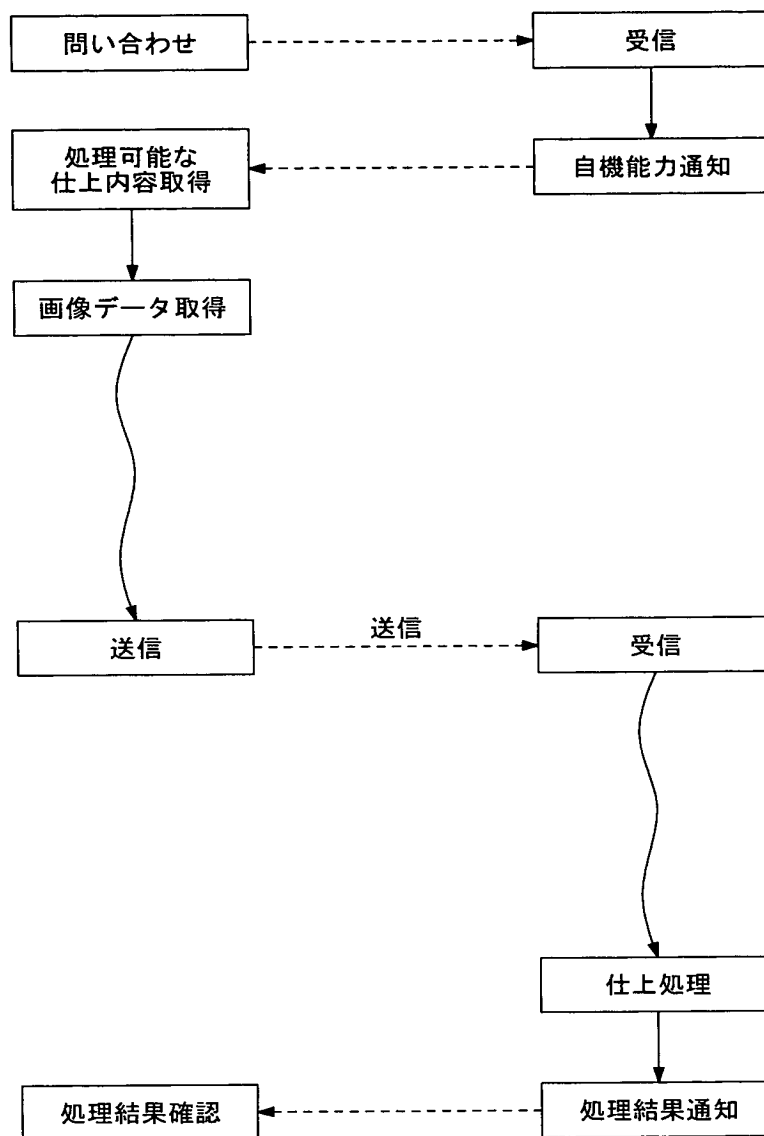 問い合わせ
受信
処理可能な
仕上内容取得
自機能力通知
画像データ取得
送信
送信
受信
仕上処理
処理結果確認
処理結果通知